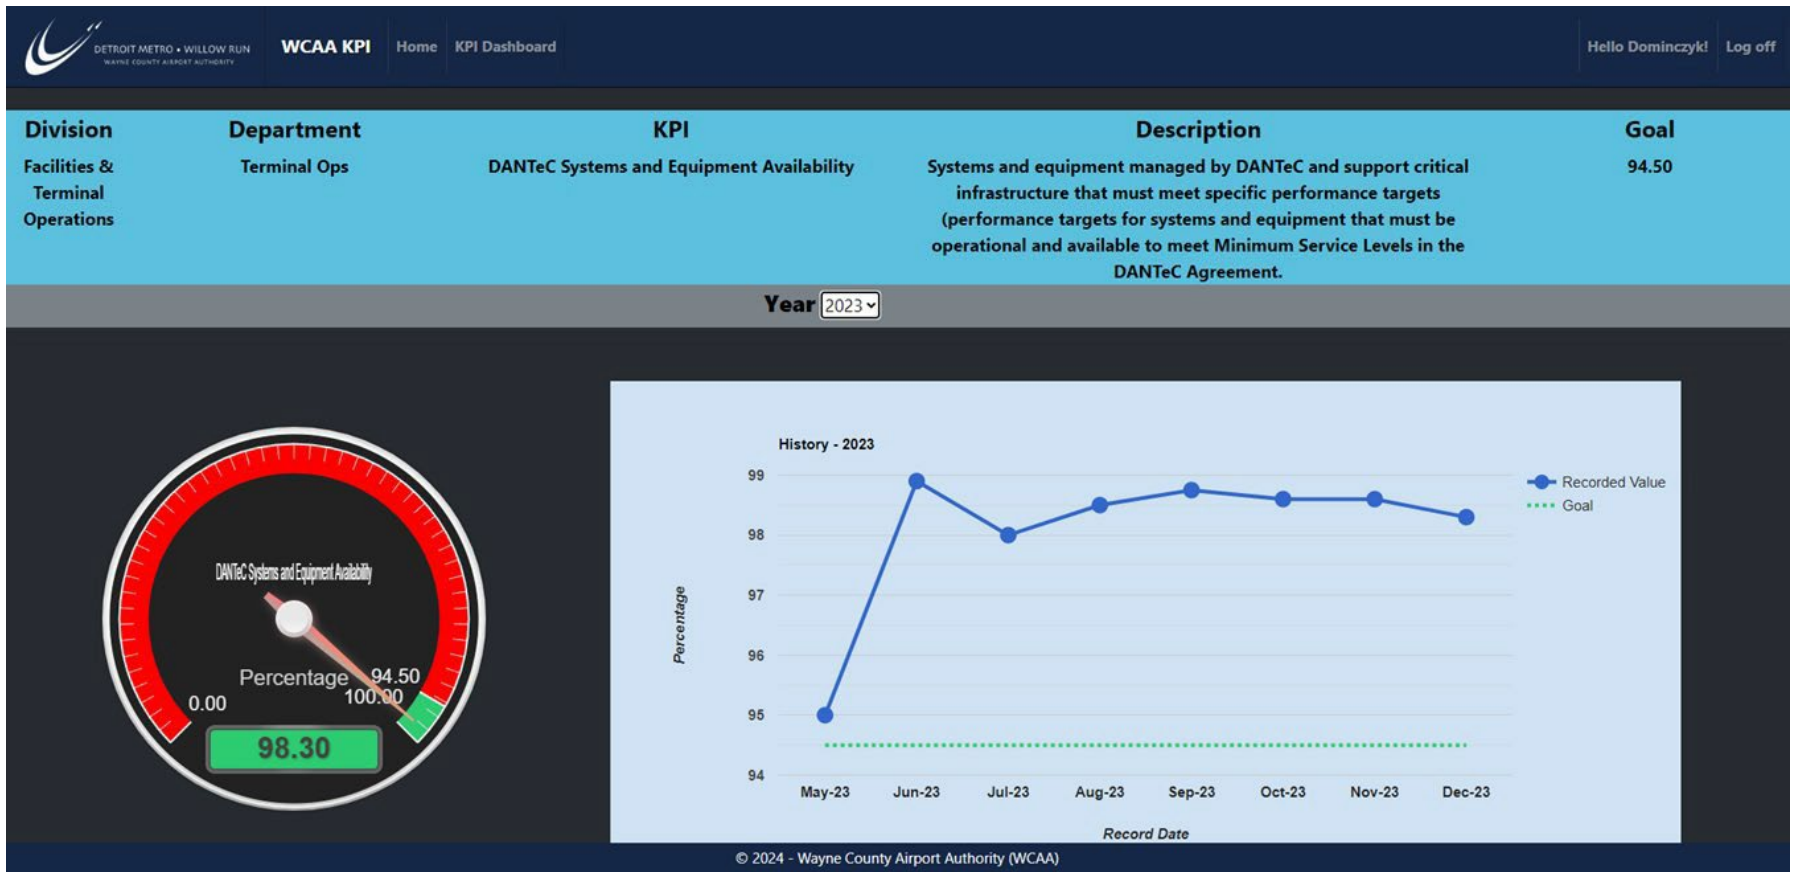 DETROIT METRO • WILLOW RUN
WAYNE COUNTY AIRPORT AUTHORITY
WCAA KPI
Home
KPI Dashboard
Hello Dominczyk!
Log off
Division
Department
KPI
Description
Goal
Facilities &
Terminal
Operations
Terminal Ops
DANTeC Systems and Equipment Availability
Systems and equipment managed by DANTeC and support critical
infrastructure that must meet specific performance targets
(performance targets for systems and equipment that must be
operational and available to meet Minimum Service Levels in the
DANTeC Agreement.
94.50
Year 2023
DANTeC Systems and Equipment Availability
Percentage
94.50
0.00
100.00
98.30
History - 2023
99
98
97
96
95
94
Percentage
May-23 Jun-23 Jul-23 Aug-23 Sep-23 Oct-23 Nov-23 Dec-23
Record Date
Recorded Value
Goal
© 2024 - Wayne County Airport Authority (WCAA)